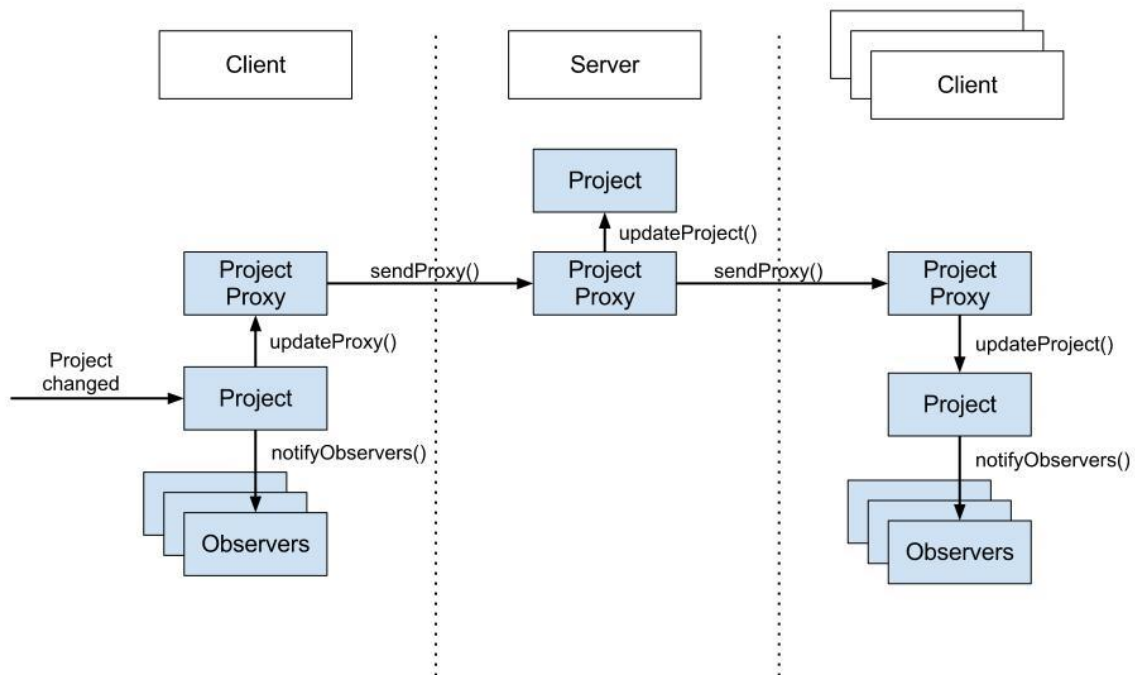 Client
Server
Client
Project
updateProject()
Project
Proxy
sendProxy()
Project
Proxy
sendProxy()
Project
Proxy
updateProxy()
updateProject()
Project
changed
Project
Project
notifyObservers()
notifyObservers()
Observers
Observers